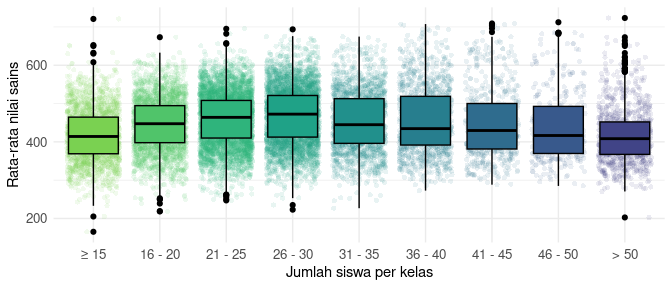 Rata-rata nilai sains
600
400
200
≥ 15
16 - 20
21 - 25
26 - 30
31 - 35
36 - 40
41 - 45
46 - 50
> 50
Jumlah siswa per kelas